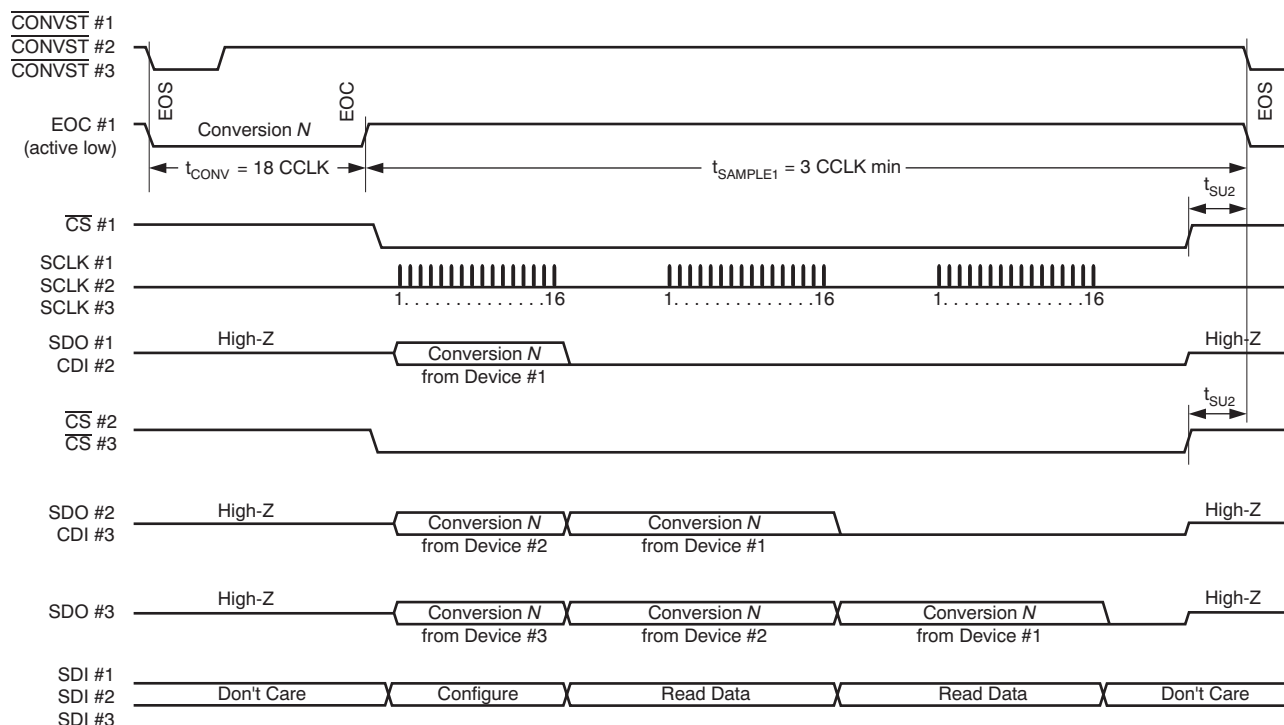 CONVST #1
CONVST #2
CONVST #3
EOS
EOC
EOS
EOC #1
(active low)
Conversion N
tCONV = 18 CCLK
tSAMPLE1 = 3 CCLK min
tSU2
CS #1
SCLK #1
SCLK #2
SCLK #3
1. . . . . . . . . . . . . .16
1. . . . . . . . . . . . . .16
1. . . . . . . . . . . . . .16
SDO #1
CDI #2
High-Z
Conversion N
from Device #1
High-Z
tSU2
CS #2
CS #3
SDO #2
CDI #3
High-Z
Conversion N
from Device #2
Conversion N
from Device #1
High-Z
SDO #3
High-Z
Conversion N
from Device #3
Conversion N
from Device #2
Conversion N
from Device #1
High-Z
SDI #1
SDI #2
SDI #3
Don't Care
Configure
Read Data
Read Data
Don't Care